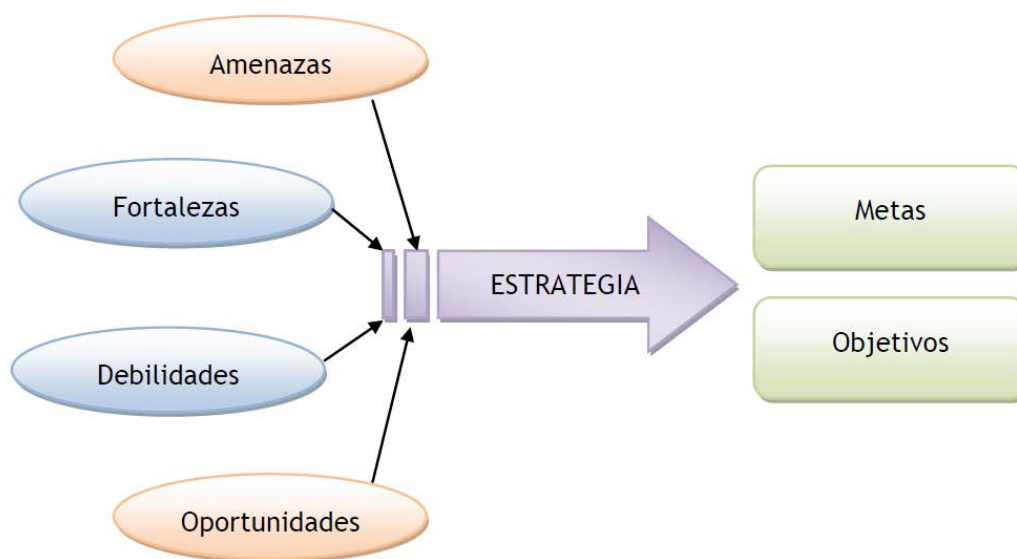 Amenazas
Fortalezas
Debilidades
Oportunidades
ESTRATEGIA
Metas
Objetivos